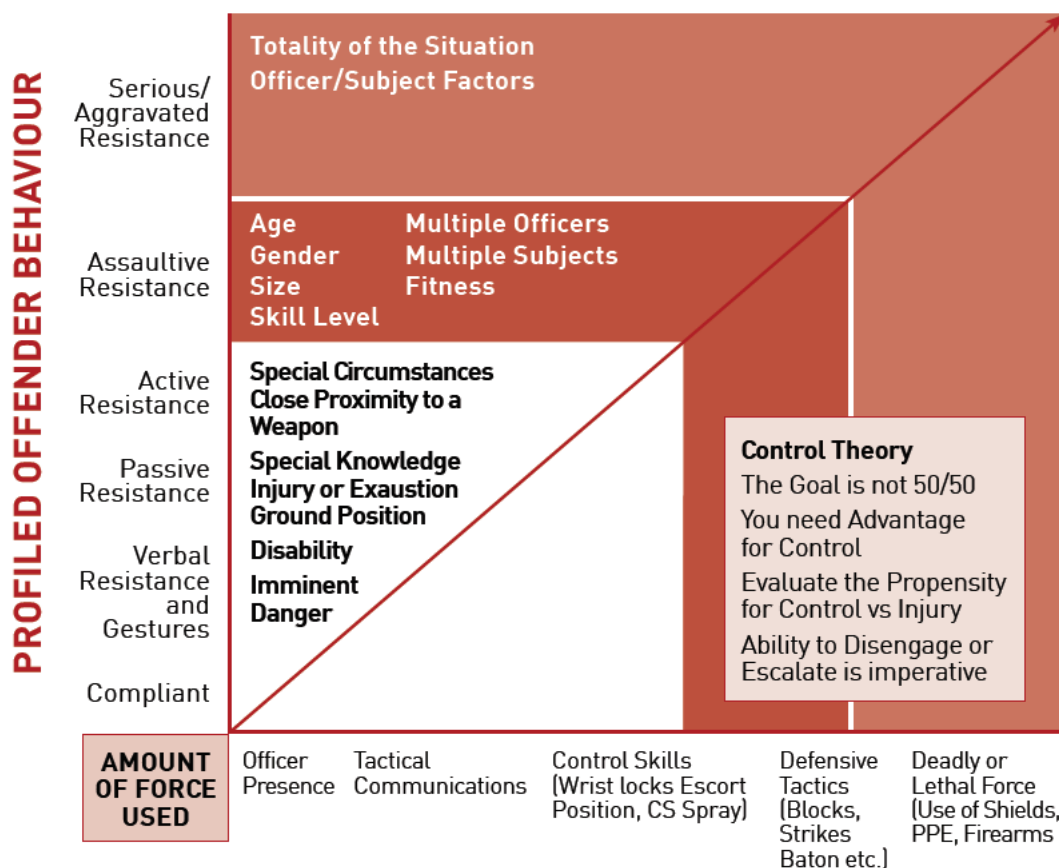 PROFILED OFFENDER BEHAVIOUR
Serious/
Aggravated
Resistance
Assaultive
Resistance
Active
Resistance
Passive
Resistance
Verbal
Resistance
and
Gestures
Compliant
Totality of the Situation
Officer/Subject Factors
Age Multiple Officers
Gender Multiple Subjects
Size Fitness
Skill Level
Special Circumstances
Close Proximity to a
Weapon
Special Knowledge
Injury or Exaustion
Ground Position
Disability
Imminent
Danger
Control Theory
The Goal is not 50/50
You need Advantage
for Control
Evaluate the Propensity
for Control vs Injury
Ability to Disengage or
Escalate is imperative
AMOUNT
OF FORCE
USED
Officer
Presence
Tactical
Communications
Control Skills
(Wrist locks Escort
Position, CS Spray)
Defensive
Tactics
(Blocks,
Strikes
Baton etc.)
Deadly or
Lethal Force
(Use of Shields,
PPE, Firearms